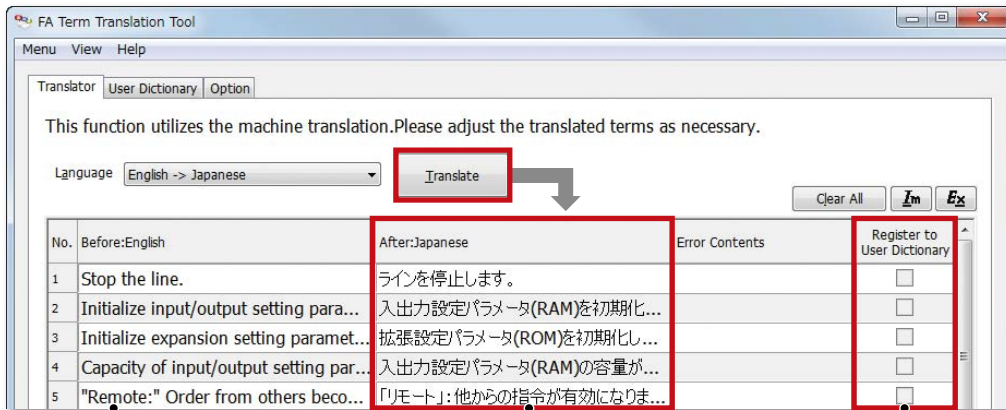 FA Term Translation Tool
Menu View Help
Translator User Dictionary Option
This function utilizes the machine translation.Please adjust the translated terms as necessary.
Language English -> Japanese Translate
Clear All Im Ex
No. Before:English After:Japanese Error Contents Register to
User Dictionary
1 Stop the line. ラインを停止します。
2 Initialize input/output setting para... 入出力設定パラメータ(RAM)を初期化...
3 Initialize expansion setting paramet... 拡張設定パラメータ(ROM)を初期化し...
4 Capacity of input/output setting par... 入出力設定パラメータ(RAM)の容量が...
5 "Remote:" Order from others beco... 「リモート」:他からの指令が有効になりま...